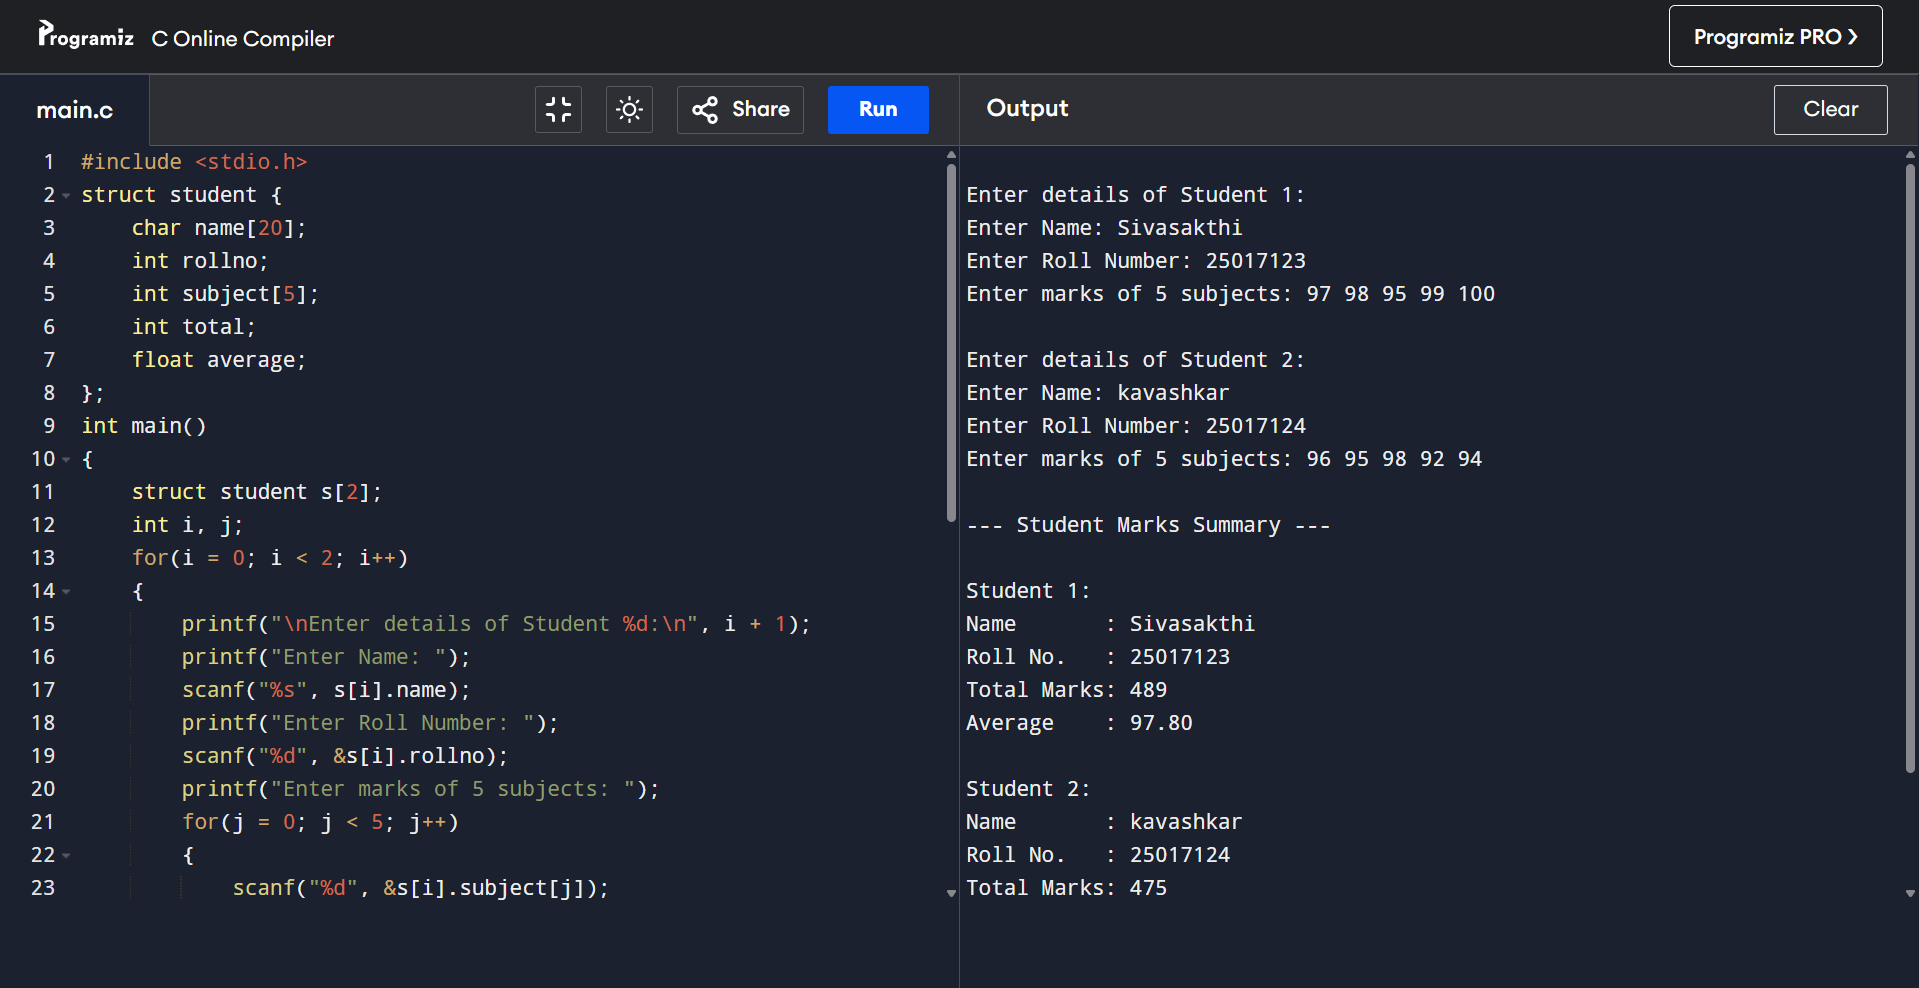 Programiz C Online Compiler
Programiz PRO ❯
main.c
Share
Run
1 #include <stdio.h>
2 struct student {
3     char name[20];
4     int rollno;
5     int subject[5];
6     int total;
7     float average;
8 };
9 int main()
10 {
11     struct student s[2];
12     int i, j;
13     for(i = 0; i < 2; i++)
14     {
15         printf("\nEnter details of Student %d:\n", i + 1);
16         printf("Enter Name: ");
17         scanf("%s", s[i].name);
18         printf("Enter Roll Number: ");
19         scanf("%d", &s[i].rollno);
20         printf("Enter marks of 5 subjects: ");
21         for(j = 0; j < 5; j++)
22         {
23             scanf("%d", &s[i].subject[j]);
Output
Clear
Enter details of Student 1:
Enter Name: Sivasakthi
Enter Roll Number: 25017123
Enter marks of 5 subjects: 97 98 95 99 100
Enter details of Student 2:
Enter Name: kavashkar
Enter Roll Number: 25017124
Enter marks of 5 subjects: 96 95 98 92 94
--- Student Marks Summary ---
Student 1:
Name       : Sivasakthi
Roll No.   : 25017123
Total Marks: 489
Average    : 97.80
Student 2:
Name       : kavashkar
Roll No.   : 25017124
Total Marks: 475